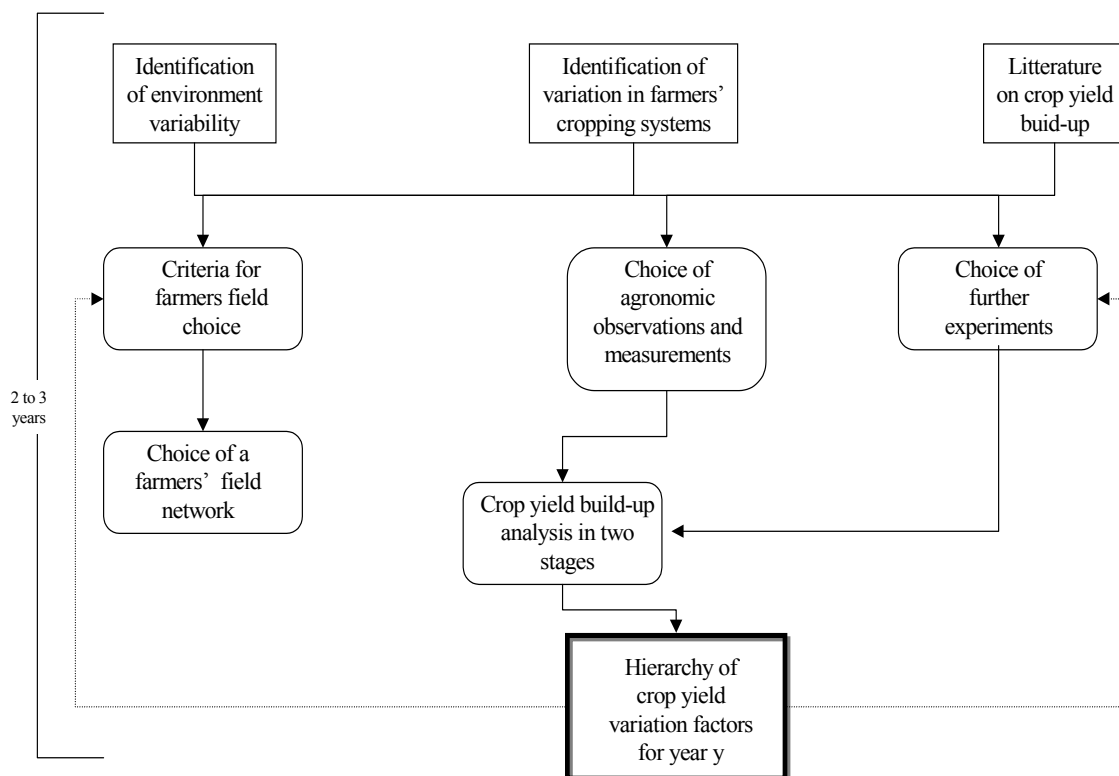 Identification
of environment
variability
Identification of
variation in farmers’
cropping systems
Litterature
on crop yield
buid-up
Criteria for
farmers field
choice
Choice of
agronomic
observations and
measurements
Choice of
further
experiments
2 to 3
years
Choice of a
farmers’ field
network
Crop yield build-up
analysis in two
stages
Hierarchy of
crop yield
variation factors
for year y